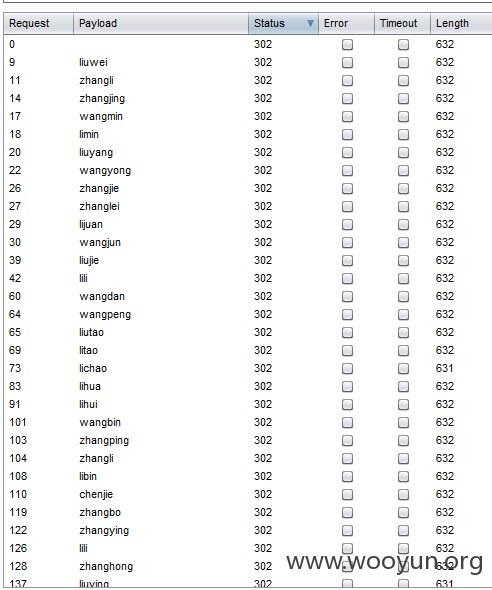 Request Payload Status Error Timeout Length
0 302 632
9 liuwei 302 632
11 zhangli 302 632
14 zhangjing 302 632
17 wangmin 302 632
18 limin 302 632
20 liuyang 302 632
22 wangyong 302 632
26 zhangjie 302 632
27 zhanglei 302 632
29 lijuan 302 632
30 wangjun 302 632
39 liujie 302 632
42 lili 302 632
60 wangdan 302 632
64 wangpeng 302 632
65 liutao 302 632
69 litao 302 632
73 lichao 302 631
83 lihua 302 632
91 lihui 302 632
101 wangbin 302 632
103 zhangping 302 632
104 zhangli 302 632
108 libin 302 632
110 chenjie 302 632
119 zhangbo 302 632
122 zhangying 302 632
126 lili 302 632
128 zhanghong 302 632
137 liuying 302 631
www.wooyun.org